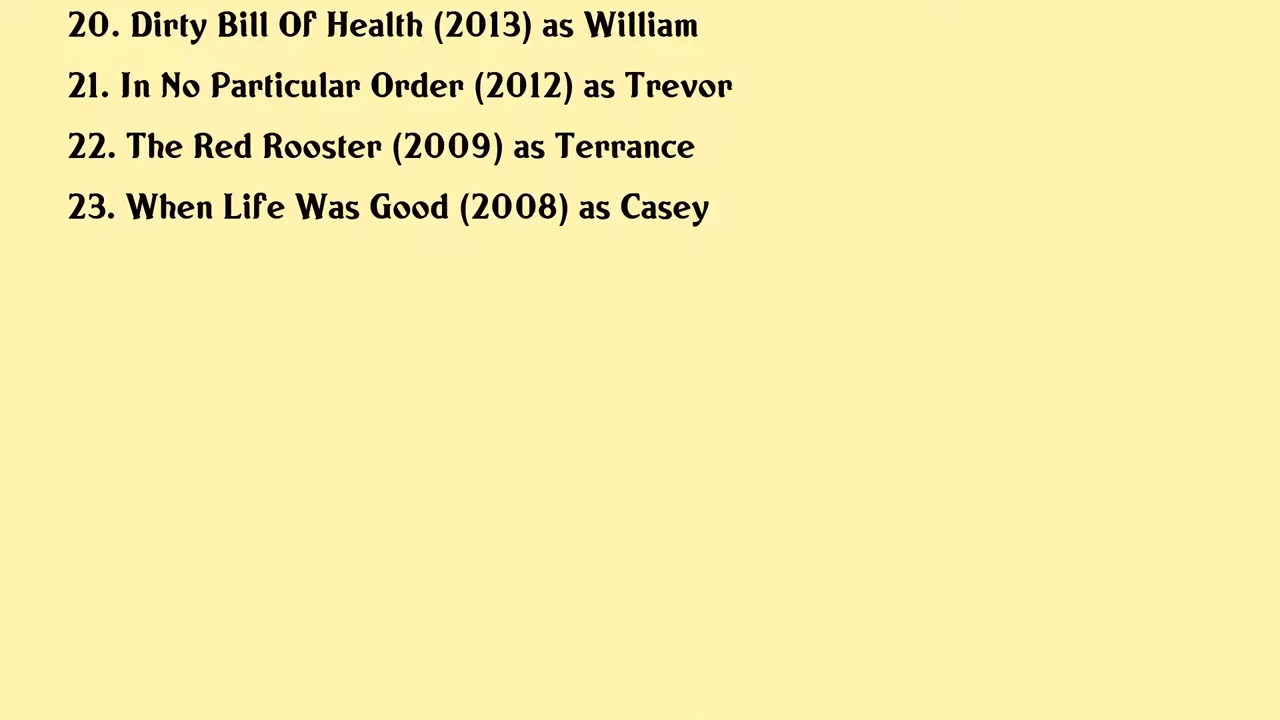 20. Dirty Bill Of Health (2013) as William
21. In No Particular Order (2012) as Trevor
22. The Red Rooster (2009) as Terrance
23. When Life Was Good (2008) as Casey